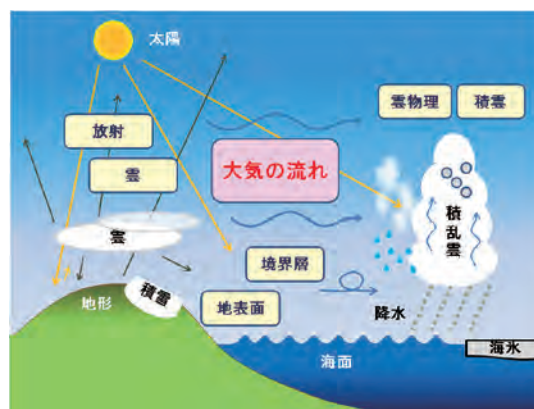 太陽
雲物理
積雲
放射
雲
大気の流れ
積乱雲
雲
境界層
積雪
地形
地表面
降水
海氷
海面